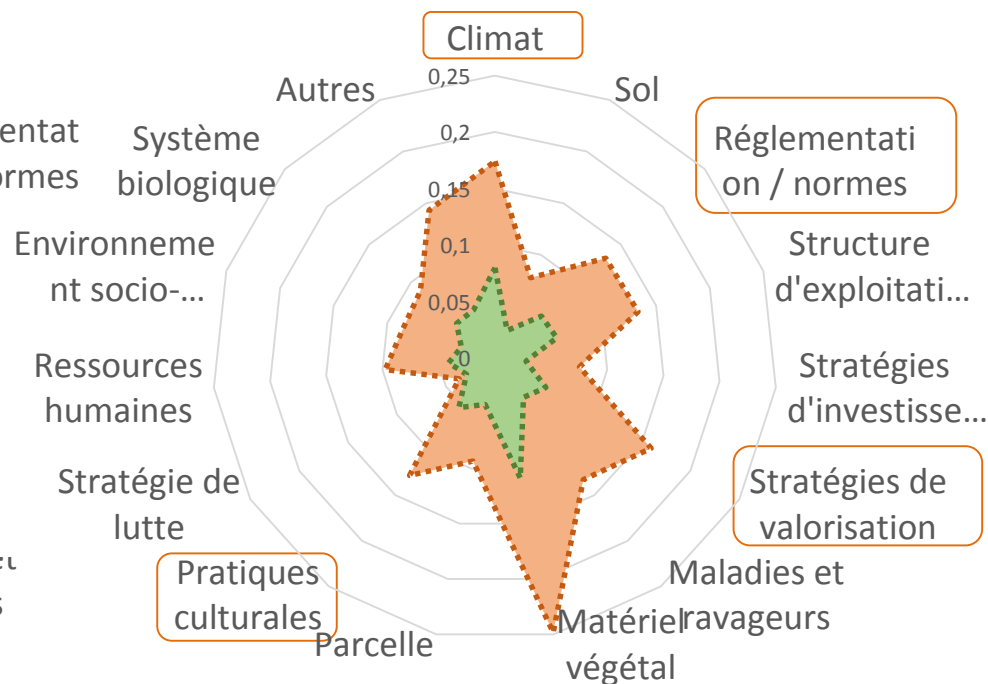 Climat
0,25
0,2
0,15
0,1
0,05
0
Sol
Réglementati
on / normes
Structure
d'exploitati...
Stratégies
d'investisse...
Stratégies de
valorisation
Maladies et
ravageurs
Matériel
végétal
Parcelle
Pratiques
culturales
Stratégie de
lutte
Ressources
humaines
Environneme
nt socio-...
Système
biologique
Autres
entat
ormes
s